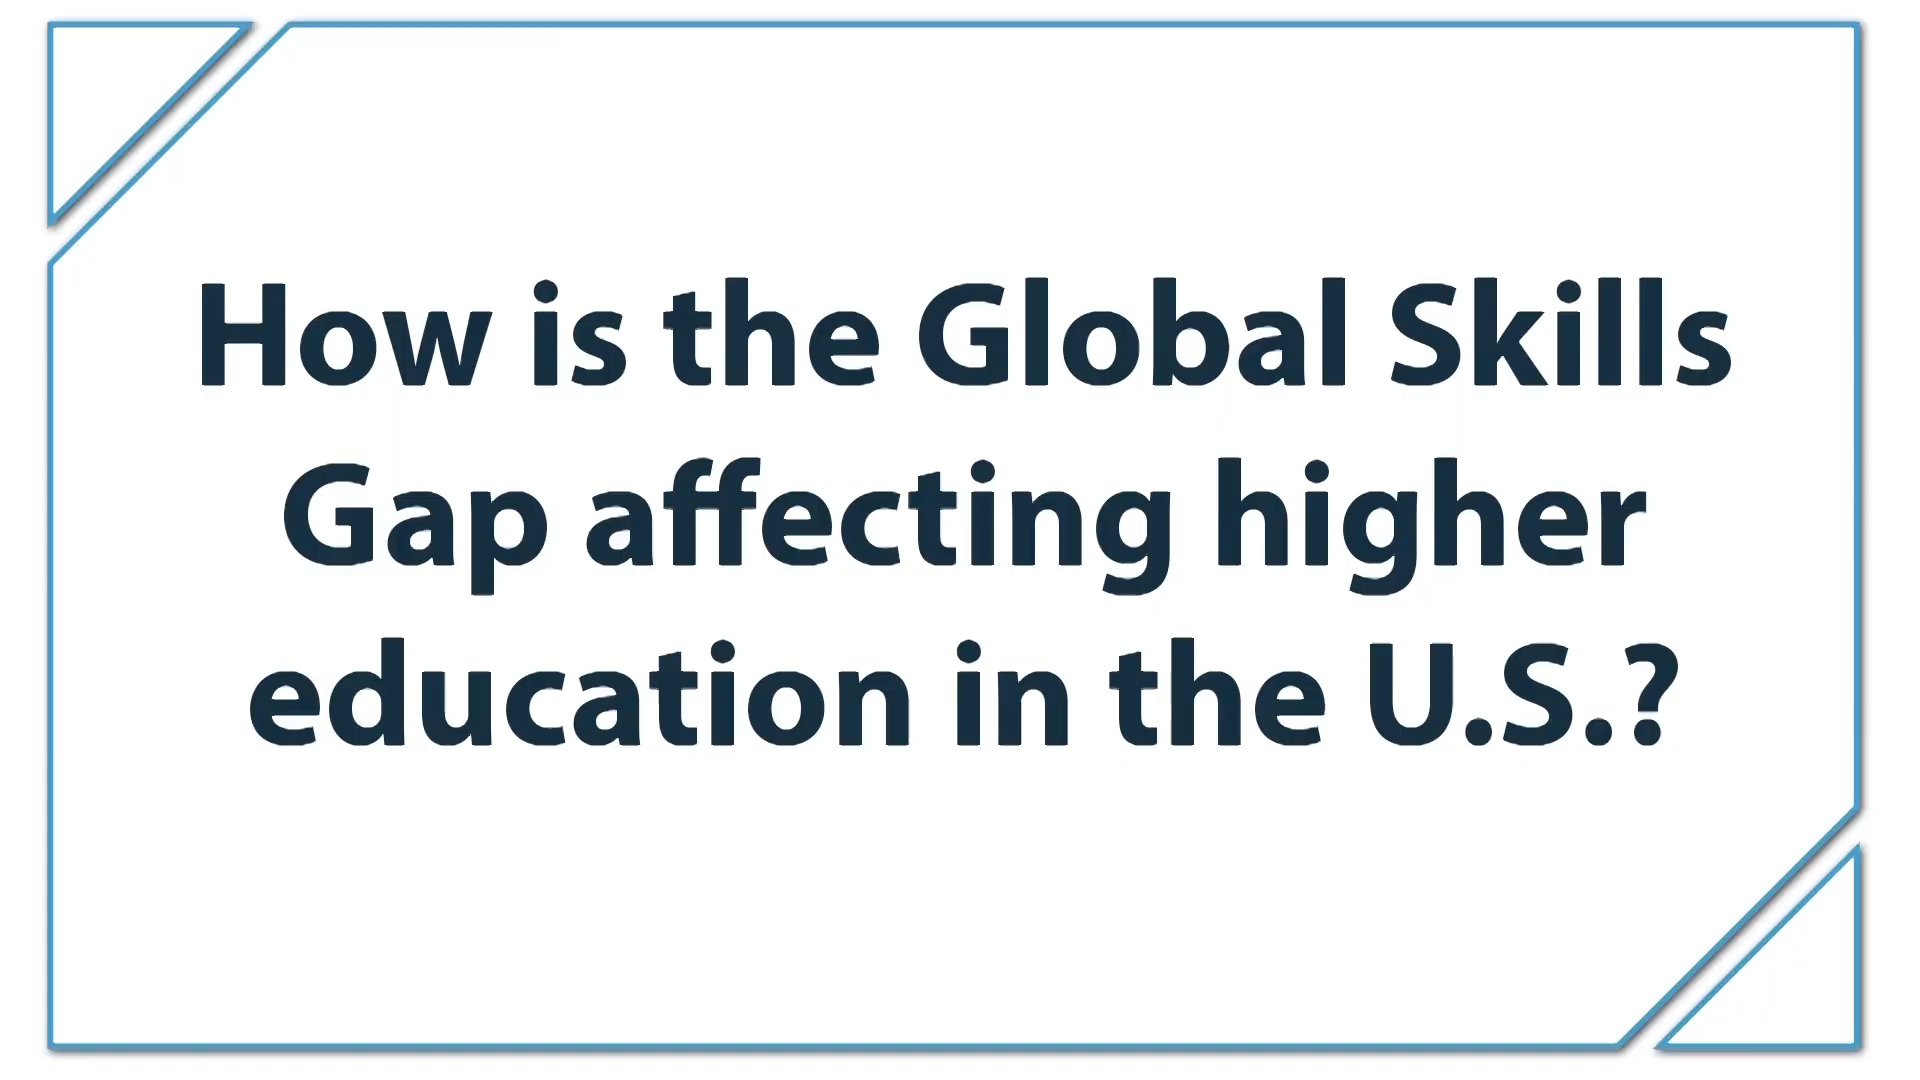 How is the Global Skills
Gap affecting higher
education in the U.S.?